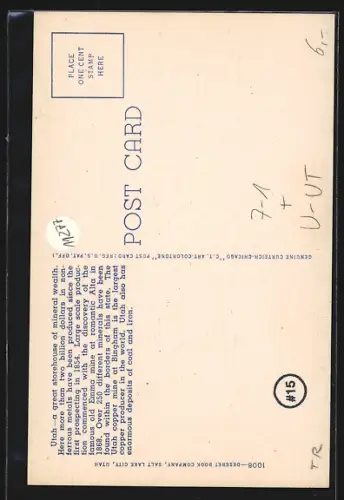 PLACE
ONE CENT
STAMP
HERE
POST CARD
Utah—a great storehouse of mineral wealth.
Here more than two billion dollars in non-
ferrous metals have been produced since the
first prospecting in 1854. Large scale produc-
tion commenced with the discovery of the
famous old Emma mine at romantic Alta in
1868. Over 250 different minerals have been
found within the borders of this state. The
Utah copper mine at Bingham is the largest
copper producer in the world. Utah also has
enormous deposits of coal and iron.
GENUINE CURTEICH-CHICAGO "C.T. ART-COLORTONE" POST CARD (REG. U.S. PAT. OFF.)
1008—DESERET BOOK COMPANY, SALT LAKE CITY, UTAH
6,-
7-1
+
U-UT
M277
#15
TR